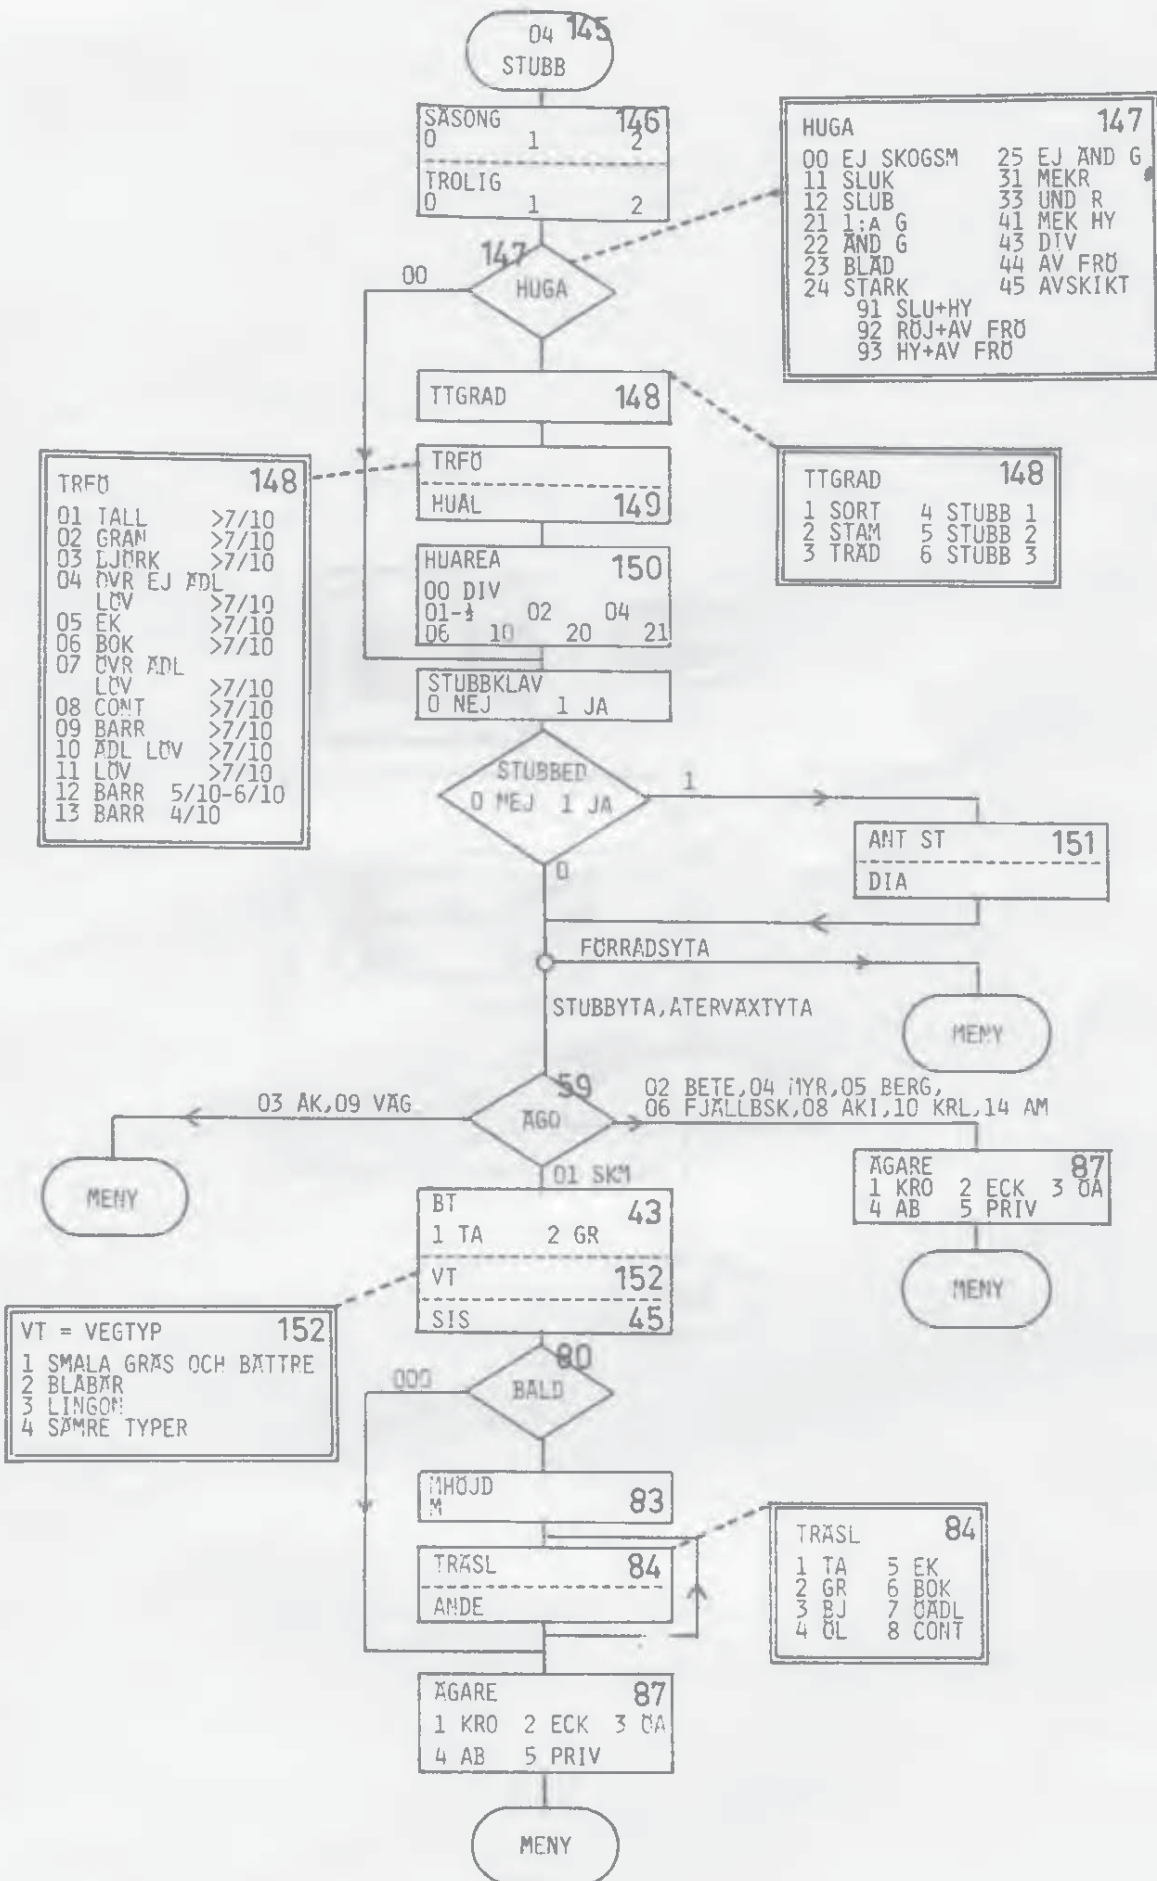 04 145
STUBB
SÄSONG 146
0 1 2
TROLIG
0 1 2
HUGA 147
00 EJ SKOGSM 25 EJ ÄND G
11 SLUK 31 MEKR
12 SLUB 33 UND R
21 1:A G 41 MEK HY
22 ÄND G 43 DIV
23 BLÄD 44 AV FRÖ
24 STARK 45 AVSKIKT
91 SLU+HY
92 RÖJ+AV FRÖ
93 HY+AV FRÖ
147
00
HUGA
TTGRAD 148
TTGRAD 148
1 SORT 4 STUBB 1
2 STAM 5 STUBB 2
3 TRÄD 6 STUBB 3
TRFÖ 148
01 TALL >7/10
02 GRAN >7/10
03 BJÖRK >7/10
04 ÖVR EJ ÄDL
LÖV >7/10
05 EK >7/10
06 BOK >7/10
07 ÖVR ÄDL
LÖV >7/10
08 CONT >7/10
09 BARR >7/10
10 ÄDL LÖV >7/10
11 LÖV >7/10
12 BARR 5/10-6/10
13 BARR 4/10
TRFÖ
HUÅL 149
HUAREA 150
00 DIV
01- 02 04
06 10 20 21
STUBBKLAV
0 NEJ 1 JA
STUBBED
0 NEJ 1 JA
1
0
ANT ST 151
DIA
FÖRRÅDSYTA
MENY
STUBBYTA,ÅTERVÄXTYTA
59
ÄGO
03 ÅK,09 VÄG
MENY
02 BETE,04 MYR,05 BERG,
06 FJÄLLBSK,08 AKI,10 KRL,14 AM
ÄGARE 87
1 KRO 2 ECK 3 ÖA
4 AB 5 PRIV
MENY
01 SKM
BT 43
1 TA 2 GR
VT 152
SIS 45
VT = VEGTYP 152
1 SMALA GRÄS OCH BÄTTRE
2 BLÅBÄR
3 LINGON
4 SÄMRE TYPER
80
000
BÄLD
MHÖJD 83
M
TRÄSL 84
ANDE
TRÄSL 84
1 TA 5 EK
2 GR 6 BOK
3 BJ 7 ÖÄDL
4 ÖL 8 CONT
ÄGARE 87
1 KRO 2 ECK 3 ÖA
4 AB 5 PRIV
MENY